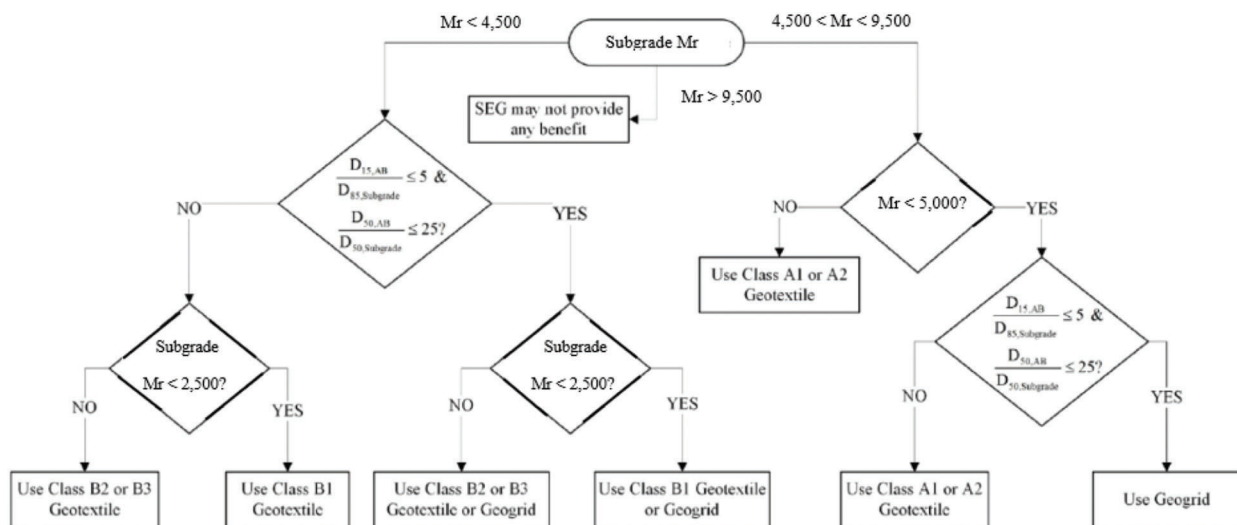 Mr < 4,500
4,500 < Mr < 9,500
Subgrade Mr
Mr > 9,500
SEG may not provide
any benefit
D15,AB / D85,Subgrade ≤ 5 &
D50,AB / D50,Subgrade ≤ 25?
NO
YES
Mr < 5,000?
NO
YES
Use Class A1 or A2
Geotextile
D15,AB / D85,Subgrade ≤ 5 &
D50,AB / D50,Subgrade ≤ 25?
NO
YES
Subgrade
Mr < 2,500?
NO
YES
Subgrade
Mr < 2,500?
NO
YES
Use Class B2 or B3
Geotextile
Use Class B1
Geotextile
Use Class B2 or B3
Geotextile or Geogrid
Use Class B1 Geotextile
or Geogrid
Use Class A1 or A2
Geotextile
Use Geogrid